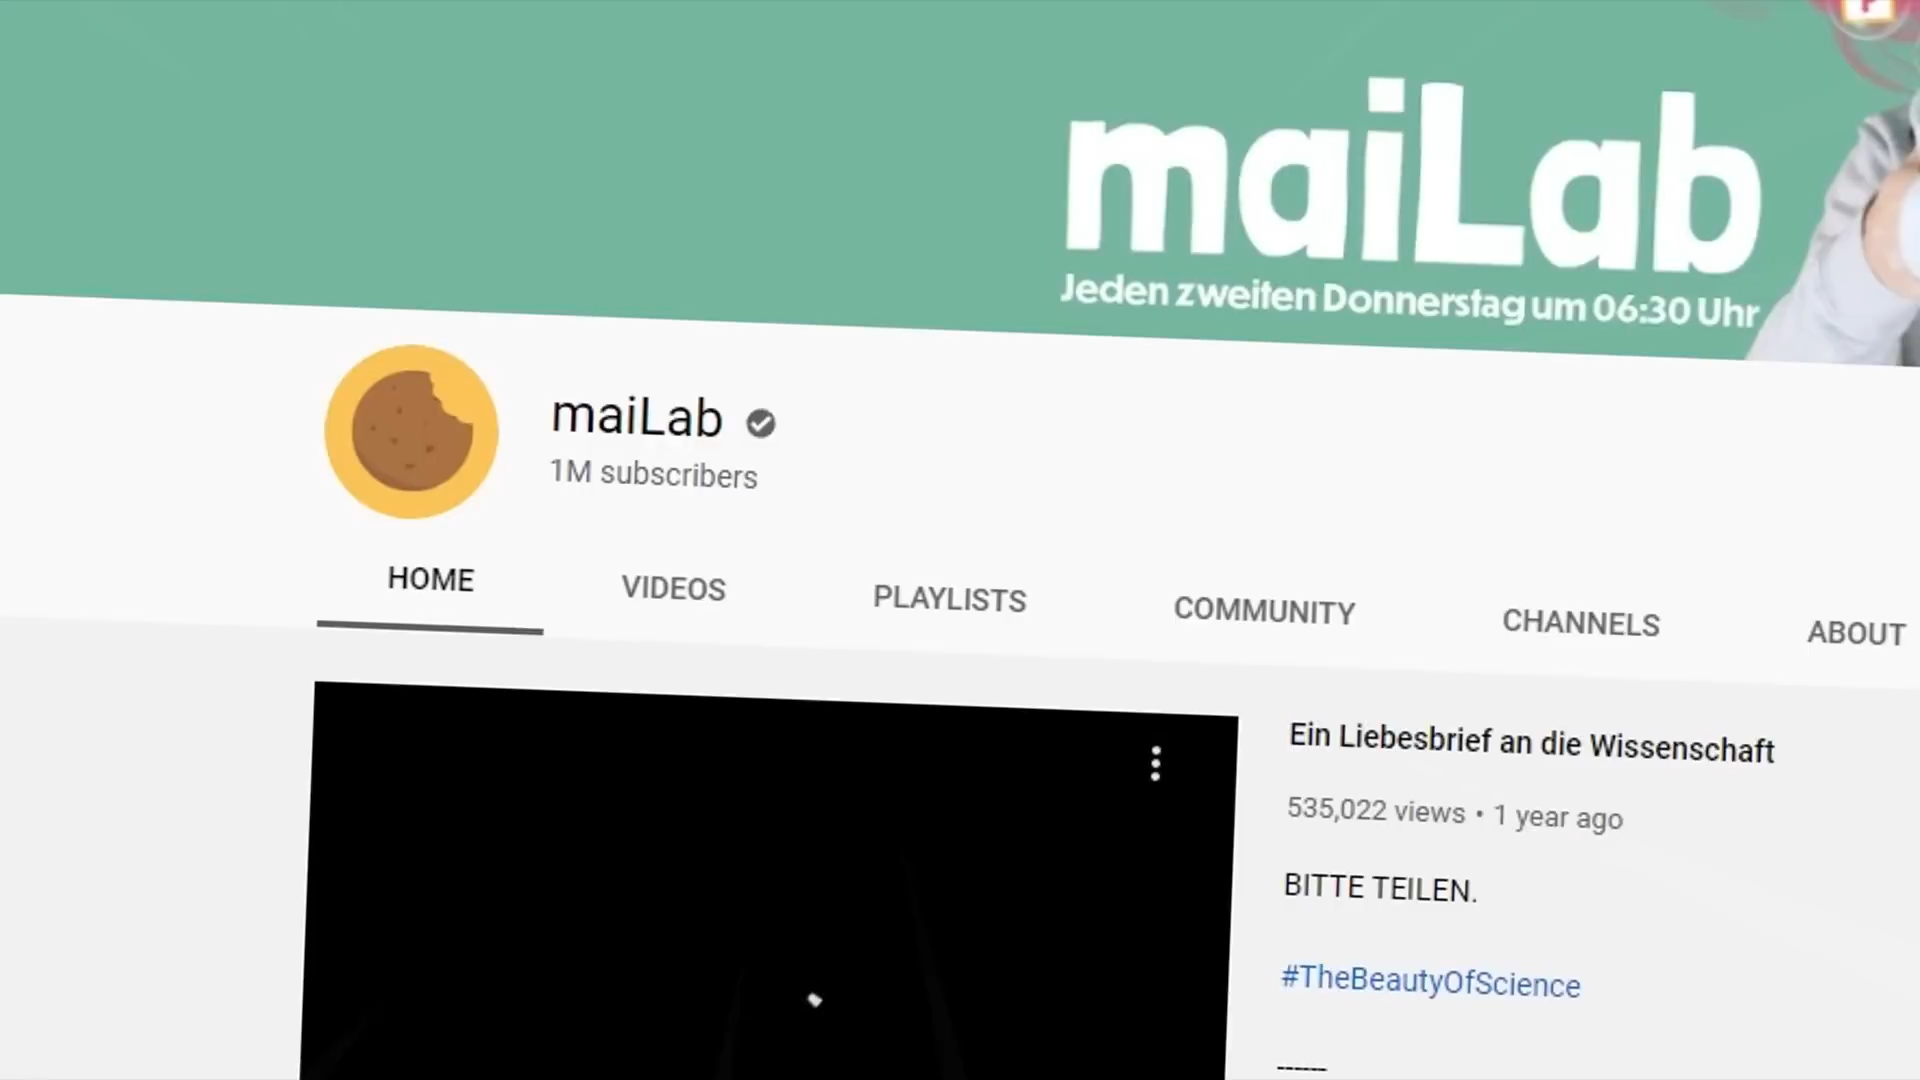 maiLab
Jeden zweiten Donnerstag um 06:30 Uhr
maiLab
1M subscribers
HOME
VIDEOS
PLAYLISTS
COMMUNITY
CHANNELS
ABOUT
Ein Liebesbrief an die Wissenschaft
535,022 views • 1 year ago
BITTE TEILEN.
#TheBeautyOfScience
------